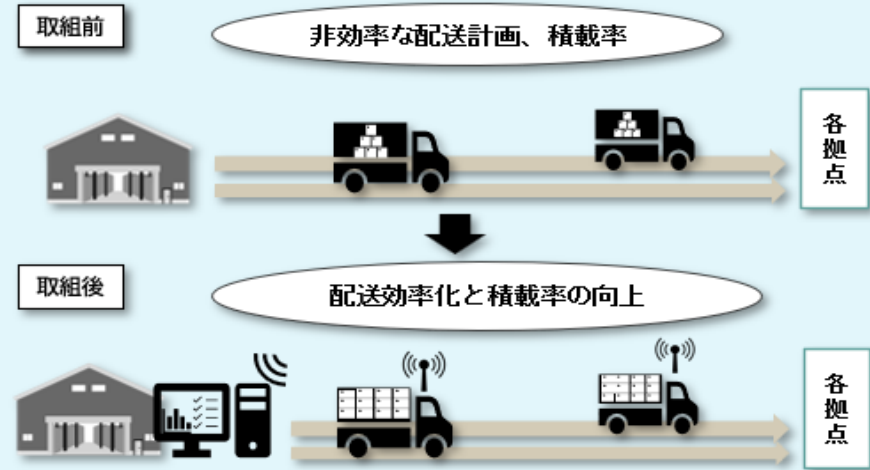 取組前
非効率な配送計画、積載率
各拠点
取組後
配送効率化と積載率の向上
各拠点